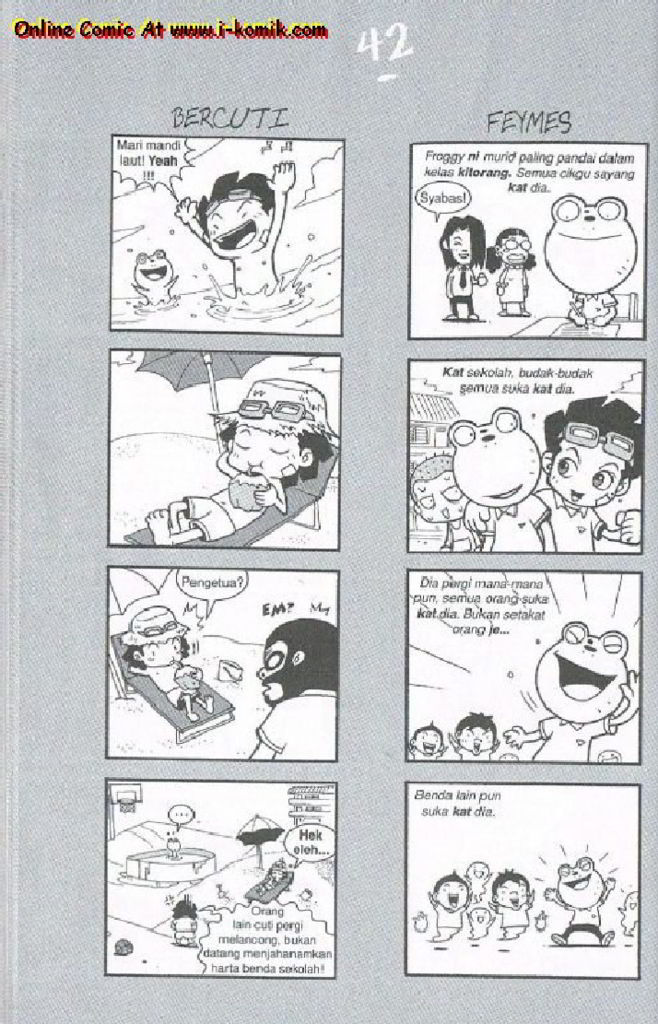 Online Comic At www.i-komik.com
42
BERCUTI
Mari mandi
laut! Yeah
!!!
Pengetua?
EM?
...
Hek
eleh...
Orang
lain cuti pergi
melancong, bukan
datang menjahanamkan
harta benda sekolah!
FEYMES
Froggy ni murid paling pandai dalam
kelas kitorang. Semua cikgu sayang
kat dia.
Syabas!
Kat sekolah, budak-budak
semua suka kat dia.
Dia pergi mana-mana
pun, semua orang suka
kat dia. Bukan setakat
orang je...
Benda lain pun
suka kat dia.